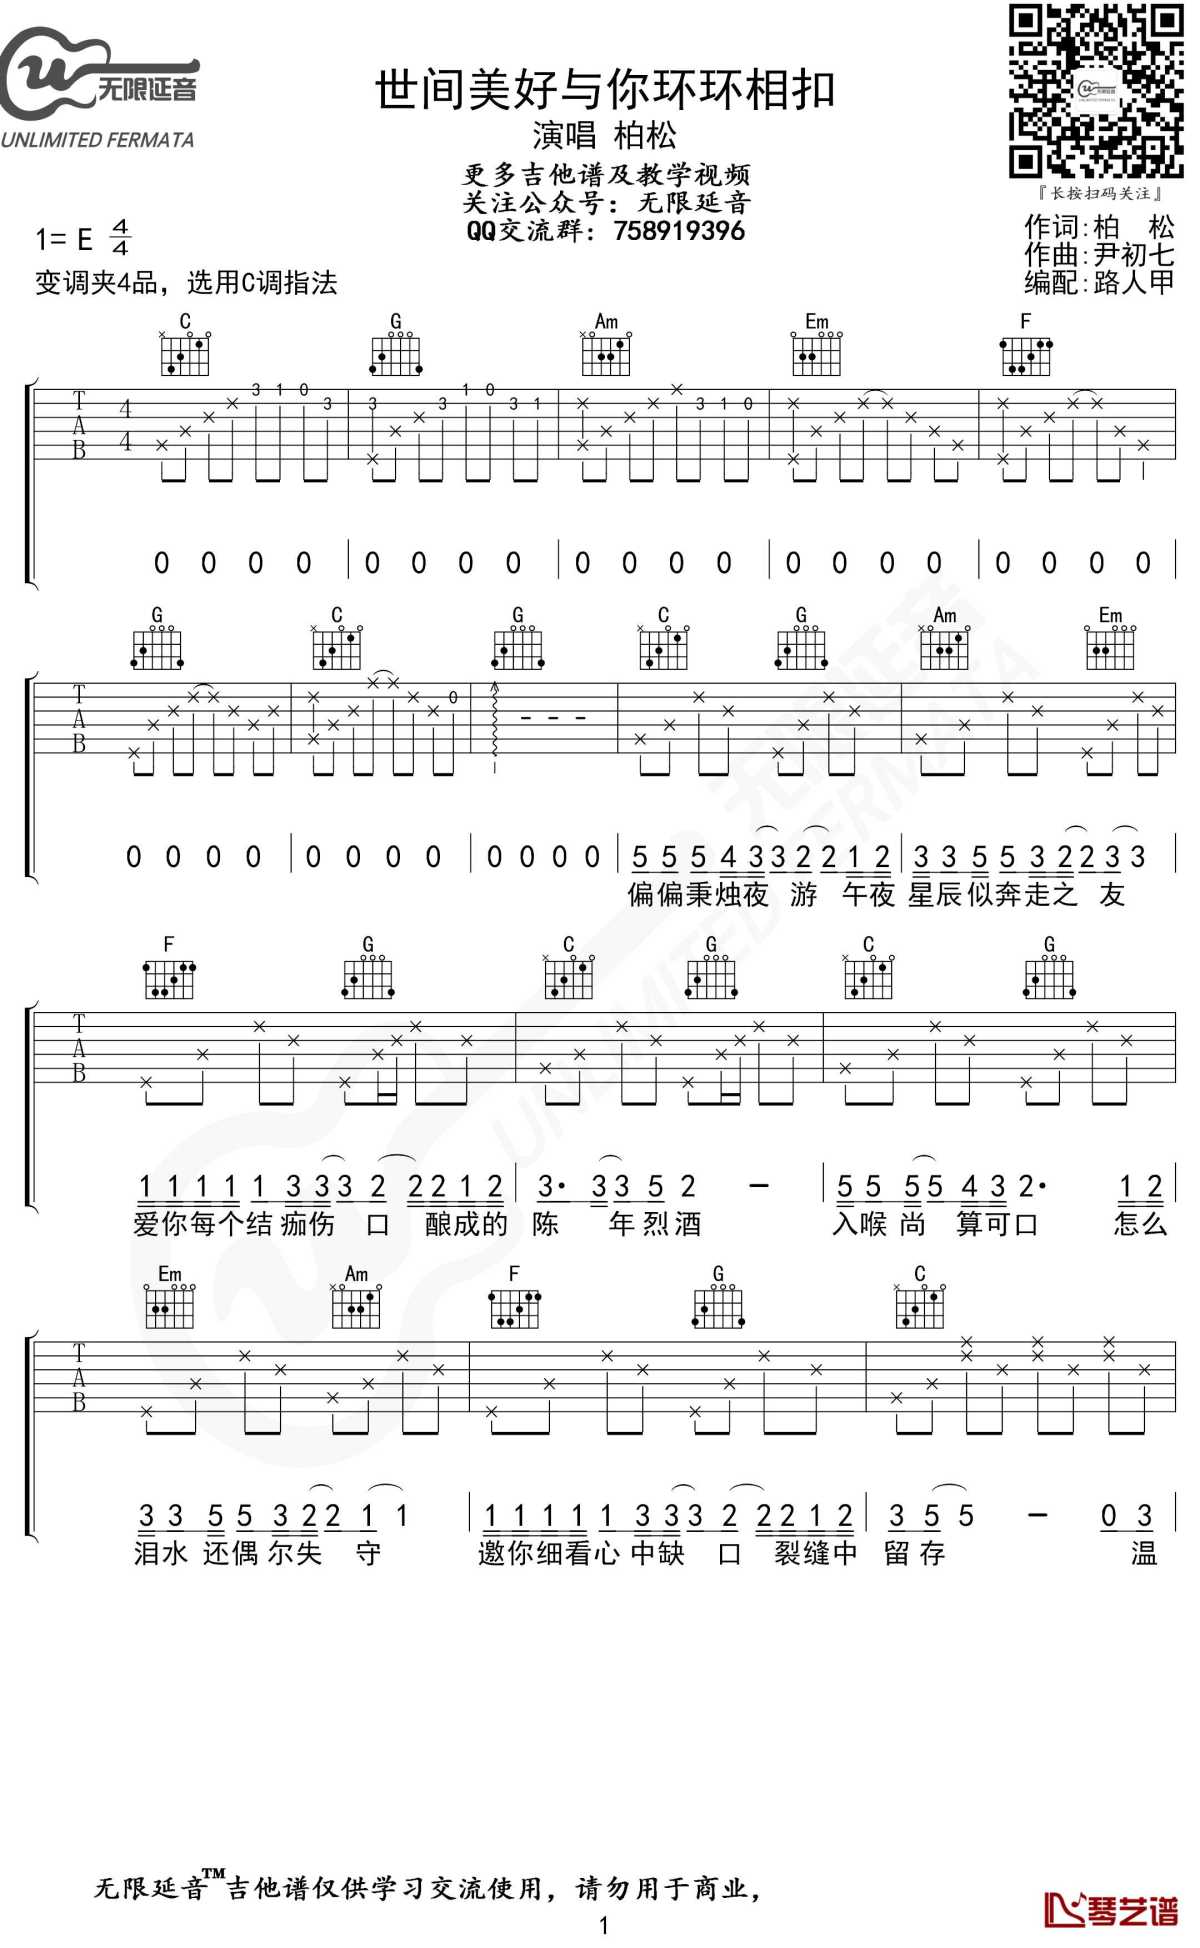 无限延音
UNLIMITED FERMATA
世间美好与你环环相扣
演唱 柏松
更多吉他谱及教学视频
关注公众号：无限延音
QQ交流群：758919396
无限延音
『长按扫码关注』
1= E 4/4
变调夹4品，选用C调指法
作词:柏 松
作曲:尹初七
编配:路人甲
C G Am Em F
T A B 4/4 3 1 0 3 3 3 1 0 3 1 3 1 0
0 0 0 0 0 0 0 0 0 0 0 0 0 0 0 0 0 0 0 0
G C G C G Am Em
T A B 0 - - -
0 0 0 0 0 0 0 0 0 0 0 0 5 5 5 4 3 3 2 2 1 2 3 3 5 5 3 2 2 3 3
偏偏秉烛夜 游 午夜 星辰似奔走之 友
F G C G C G
T A B
1 1 1 1 1 3 3 3 2 2 2 1 2 3· 3 3 5 2 — 5 5 5 5 4 3 2· 1 2
爱你每个结 痂伤 口 酿成的 陈 年烈酒 入喉 尚 算可口 怎么
Em Am F G C
T A B
3 3 5 5 3 2 2 1 1 1 1 1 1 1 3 3 3 2 2 2 1 2 3 5 5 — 0 3
泪水 还偶 尔失 守 邀你细看心 中缺 口 裂缝中 留存 温
无限延音
UNLIMITED FERMATA
无限延音™吉他谱仅供学习交流使用，请勿用于商业，
1
琴艺谱